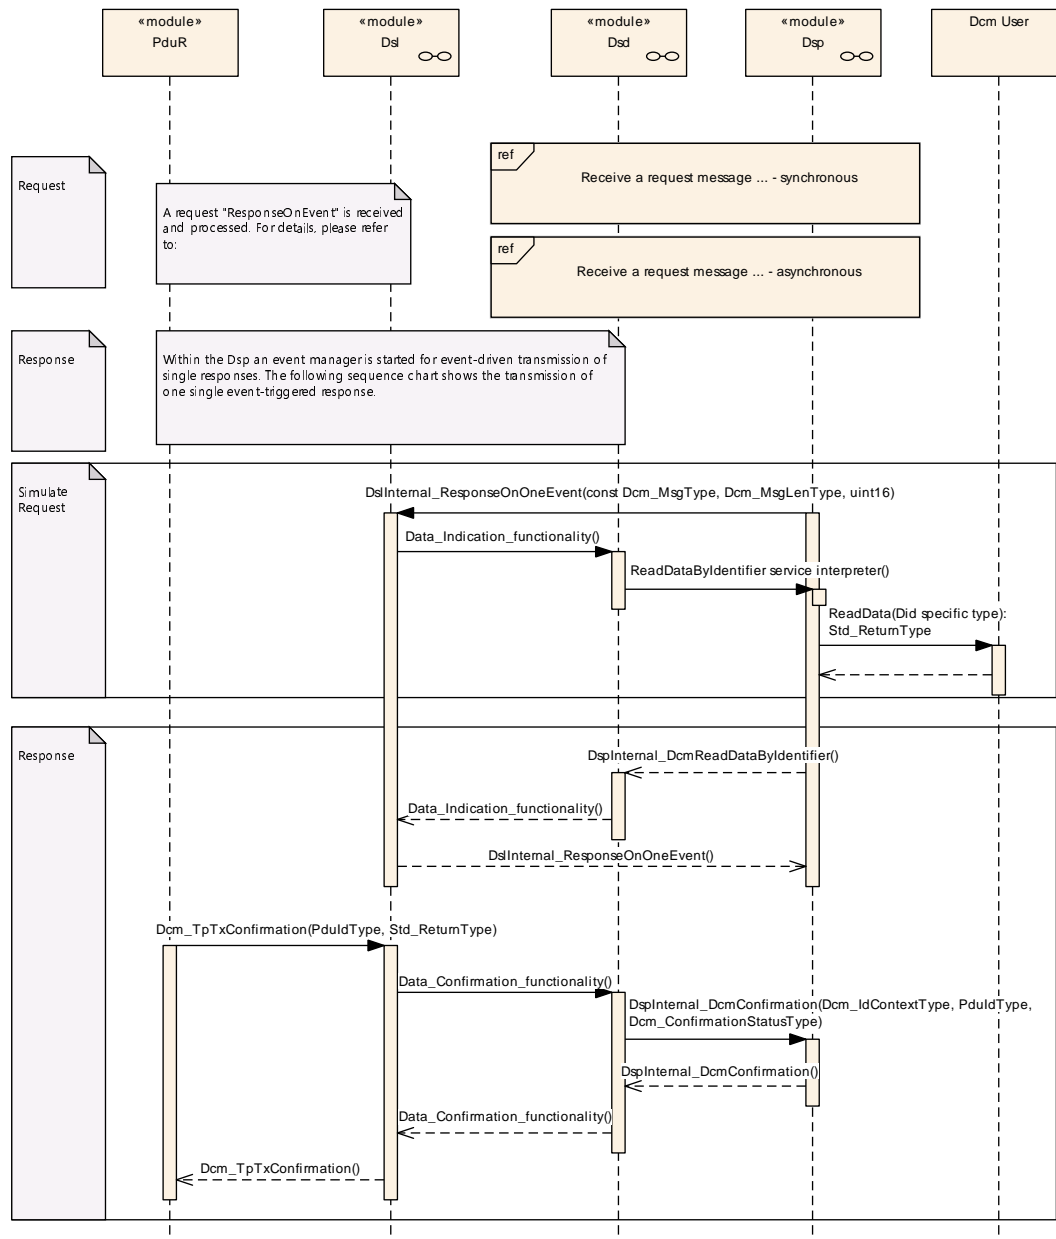 «module»
PduR
«module»
Dsl
«module»
Dsd
«module»
Dsp
Dcm User
Request
A request "ResponseOnEvent" is received
and processed. For details, please refer
to:
ref
Receive a request message ... - synchronous
ref
Receive a request message ... - asynchronous
Response
Within the Dsp an event manager is started for event-driven transmission of
single responses. The following sequence chart shows the transmission of
one single event-triggered response.
Simulate
Request
DslInternal_ResponseOnOneEvent(const Dcm_MsgType, Dcm_MsgLenType, uint16)
Data_Indication_functionality()
ReadDataByIdentifier service interpreter()
ReadData(Did specific type):
Std_ReturnType
Response
DspInternal_DcmReadDataByIdentifier()
Data_Indication_functionality()
DslInternal_ResponseOnOneEvent()
Dcm_TpTxConfirmation(PduIdType, Std_ReturnType)
Data_Confirmation_functionality()
DspInternal_DcmConfirmation(Dcm_IdContextType, PduIdType,
Dcm_ConfirmationStatusType)
DspInternal_DcmConfirmation()
Data_Confirmation_functionality()
Dcm_TpTxConfirmation()